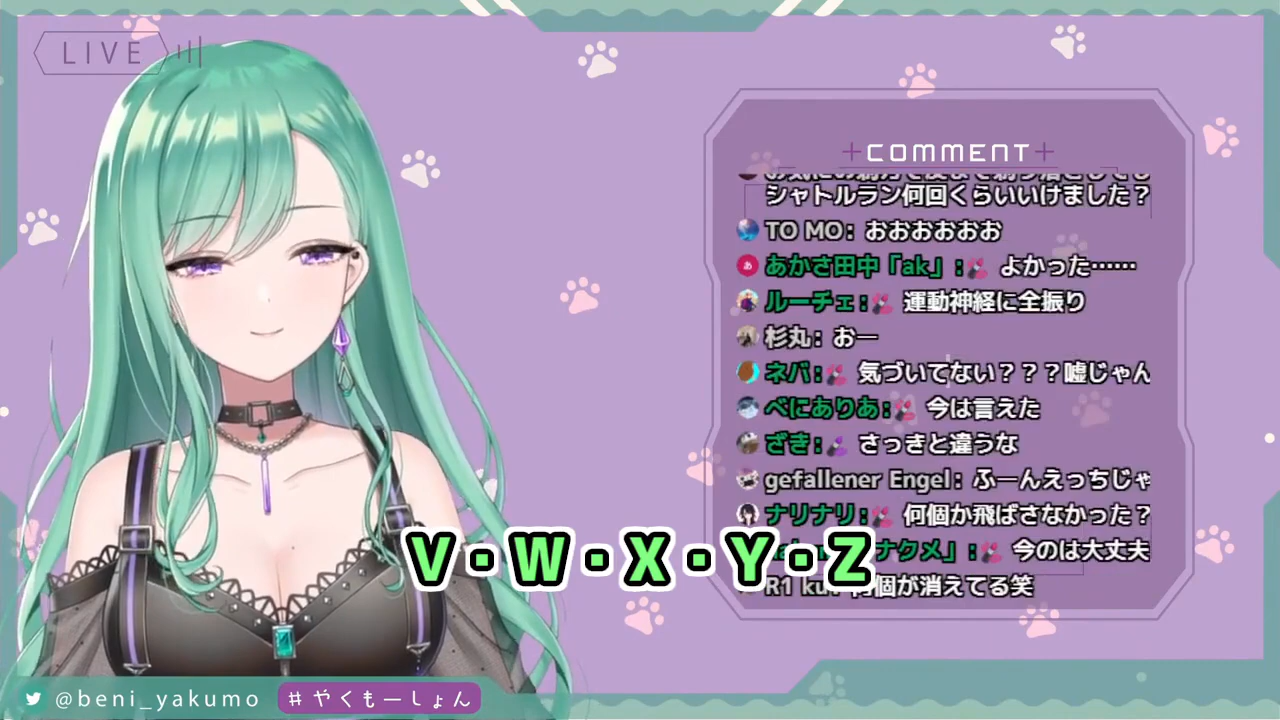 LIVE
+COMMENT+
シャトルラン何回くらいいけました？
TO MO: おおおおおお
あかさ田中「ak」: よかった……
ルーチェ: 運動神経に全振り
杉丸: おー
ネバ: 気づいてない？？？嘘じゃん
べにありあ: 今は言えた
ざき: さっきと違うな
gefallener Engel: ふーんえっちじゃ
ナリナリ: 何個か飛ばさなかった？
ナクメ」: 今のは大丈夫
V・W・X・Y・Z
R1 ku: 何個が消えてる笑
@beni_yakumo #やくもーしょん